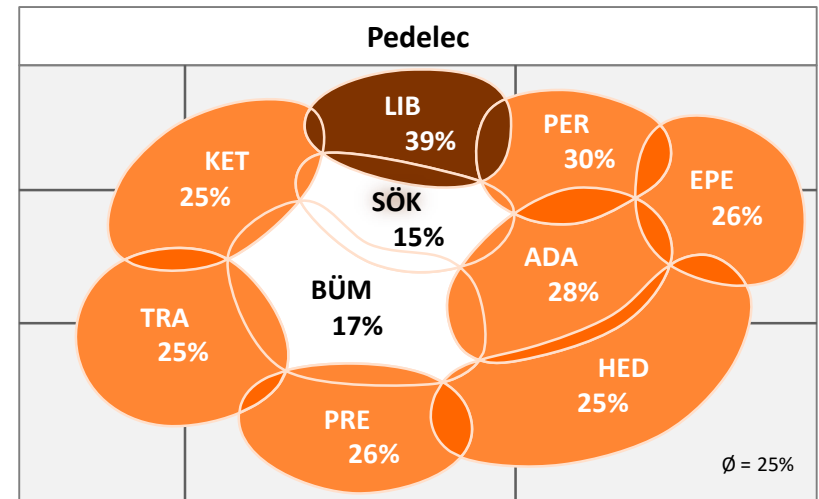 Pedelec
LIB
39%
PER
30%
KET
25%
EPE
26%
SÖK
15%
ADA
28%
BÜM
17%
TRA
25%
HED
25%
PRE
26%
Ø = 25%